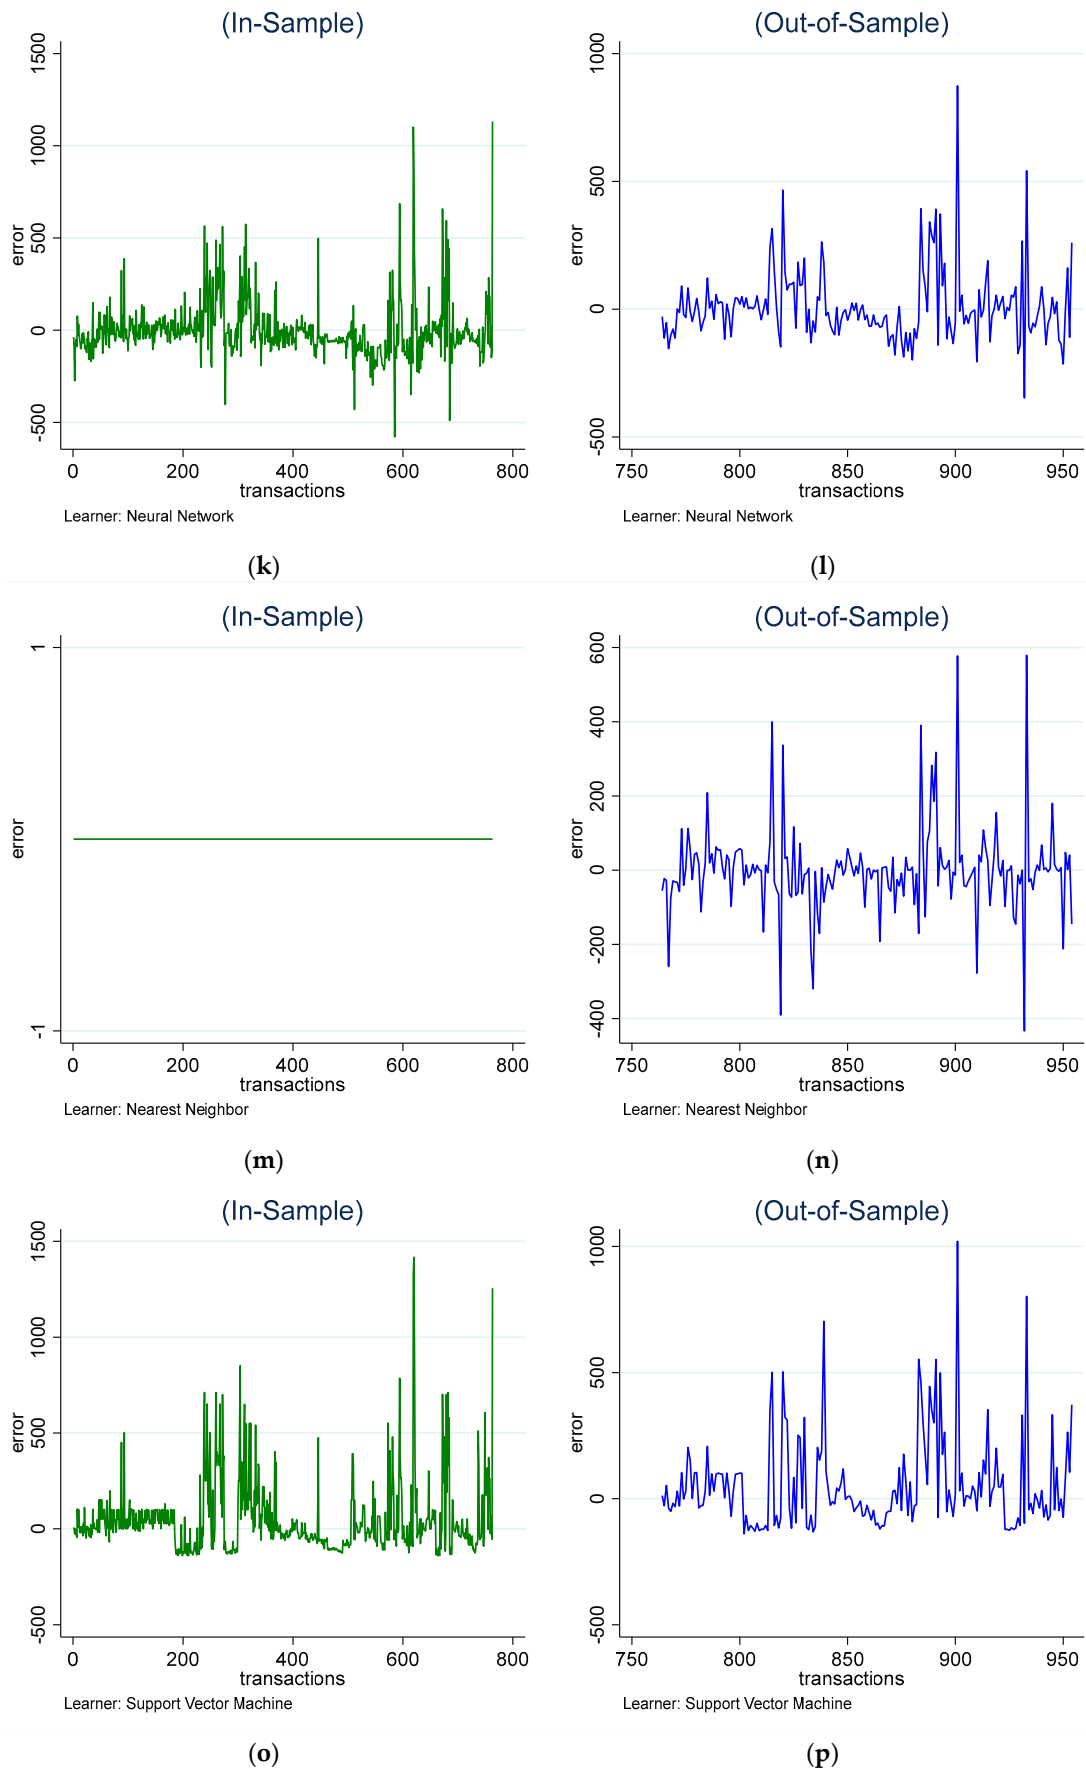 (In-Sample)
1500
1000
500
0
-500
error
0 200 400 600 800
transactions
Learner: Neural Network
(k)
(Out-of-Sample)
1000
500
0
-500
error
750 800 850 900 950
transactions
Learner: Neural Network
(l)
(In-Sample)
1
-1
error
0 200 400 600 800
transactions
Learner: Nearest Neighbor
(m)
(Out-of-Sample)
600
400
200
0
-200
-400
error
750 800 850 900 950
transactions
Learner: Nearest Neighbor
(n)
(In-Sample)
1500
1000
500
0
-500
error
0 200 400 600 800
transactions
Learner: Support Vector Machine
(o)
(Out-of-Sample)
1000
500
0
-500
error
750 800 850 900 950
transactions
Learner: Support Vector Machine
(p)